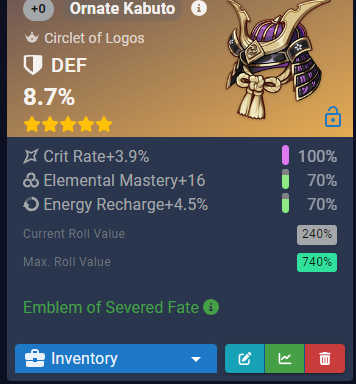 +0 Ornate Kabuto
Circlet of Logos
DEF
8.7%
Crit Rate+3.9% 100%
Elemental Mastery+16 70%
Energy Recharge+4.5% 70%
Current Roll Value 240%
Max. Roll Value 740%
Emblem of Severed Fate
Inventory